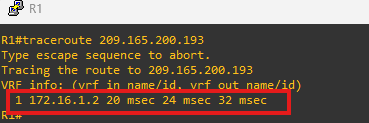 R1
R1#traceroute 209.165.200.193
Type escape sequence to abort.
Tracing the route to 209.165.200.193
VRF info: (vrf in name/id, vrf out name/id)
1 172.16.1.2 20 msec 24 msec 32 msec
R1#